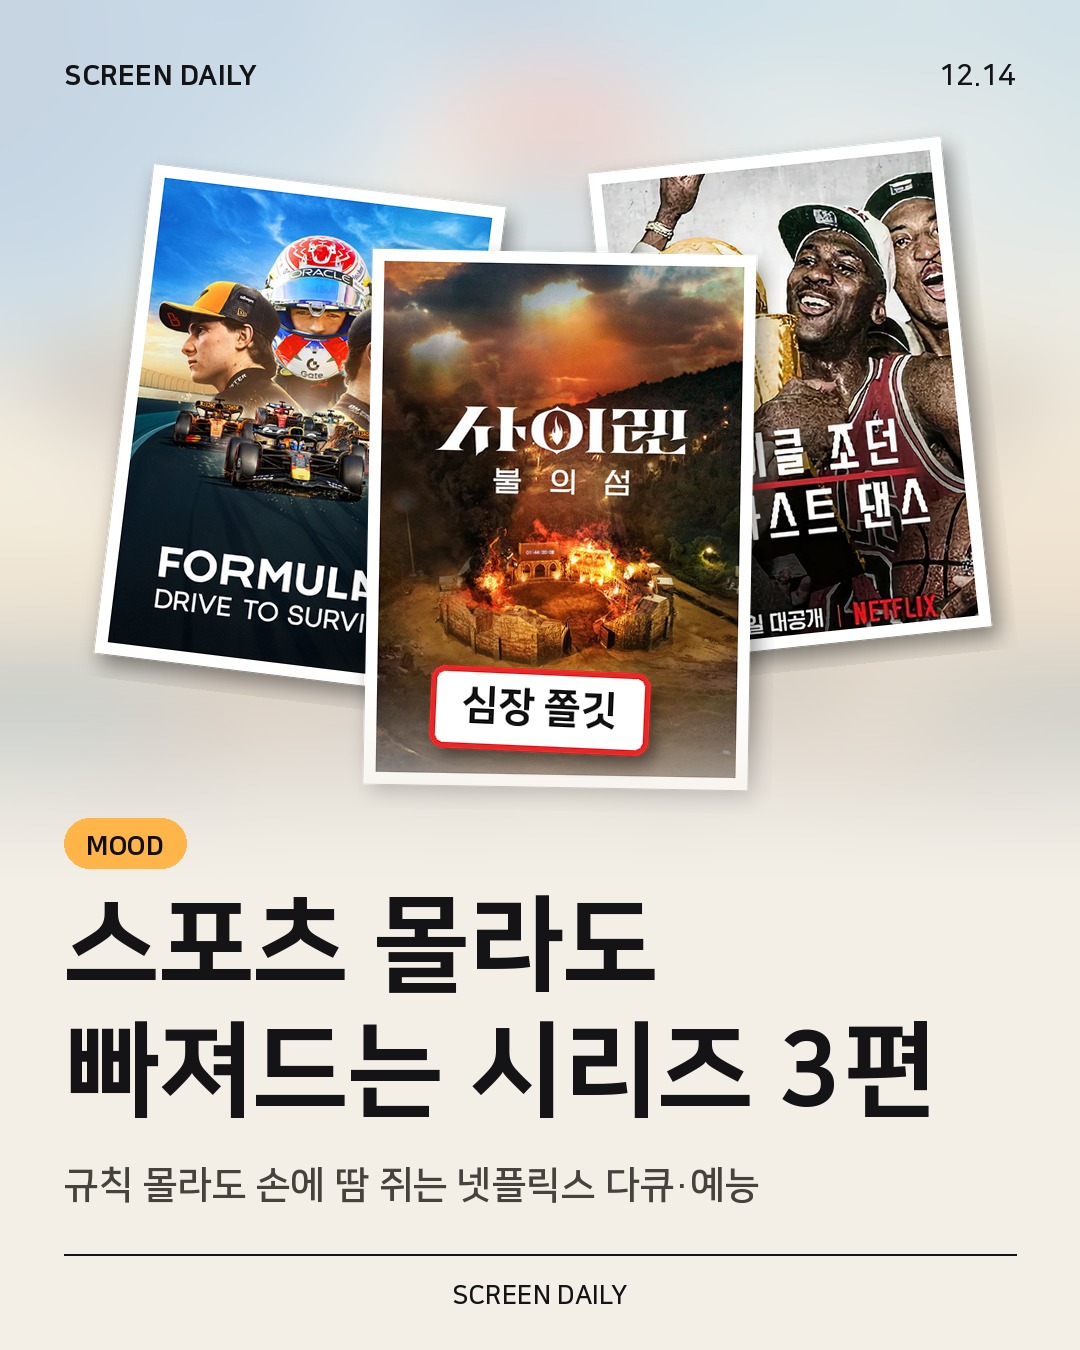 SCREEN DAILY
12.14
ORACLE
Gate
FORMULA
DRIVE TO SURVI
사이렌
불의 섬
심장 쫄깃
이클 조던
스트 댄스
일 대공개 | NETFLIX
MOOD
스포츠 몰라도
빠져드는 시리즈 3편
규칙 몰라도 손에 땀 쥐는 넷플릭스 다큐·예능
SCREEN DAILY